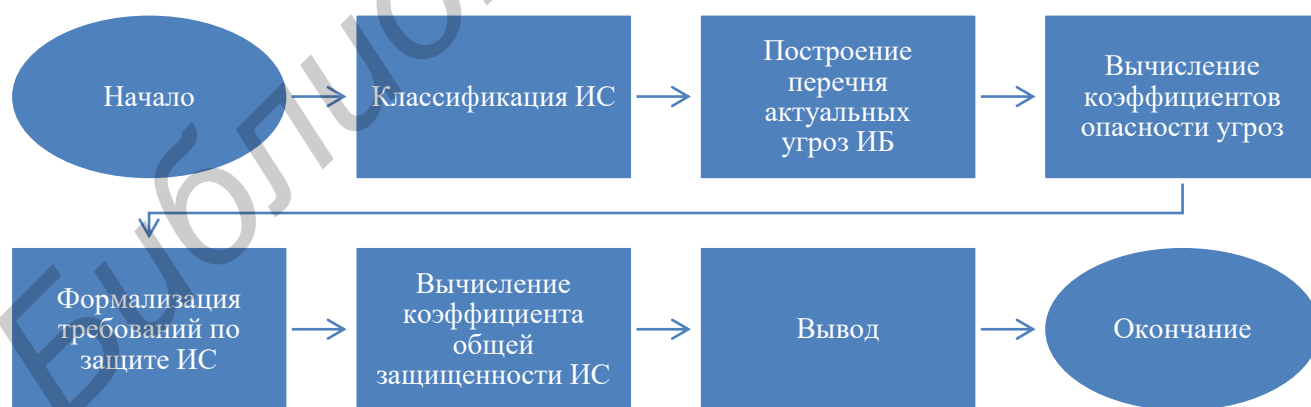 Начало
Классификация ИС
Построение
перечня
актуальных
угроз ИБ
Вычисление
коэффициентов
опасности угроз
Формализация
требований по
защите ИС
Вычисление
коэффициента
общей
защищенности ИС
Вывод
Окончание